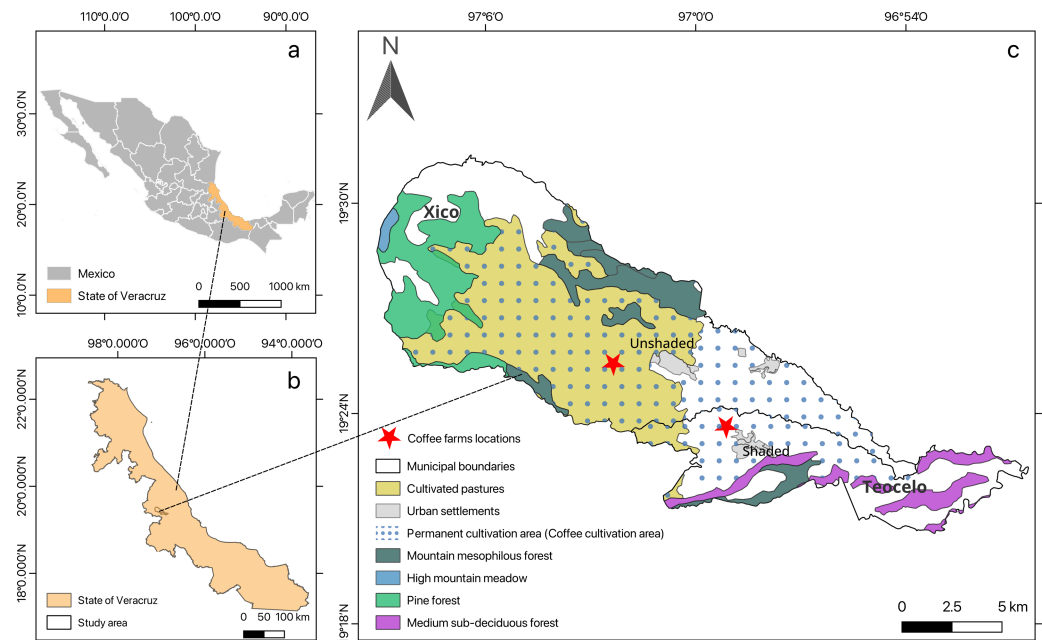 110°0.0'
100°0.0'O
90°0.0'O
a
30°0.0'N
20°0.0'N
10°0.0'N
Mexico
State of Veracruz
0 500 1000 km
98°0.000'O
96°0.000'O
94°0.000'O
b
22°0.000'N
20°0.000'N
18°0.000'N
State of Veracruz
Study area
0 50 100 km
97°6'0
97°0'0
96°54'0
c
N
19°30'N
19°24'N
9°18'N
Xico
Unshaded
Shaded
Teocelo
Coffee farms locations
Municipal boundaries
Cultivated pastures
Urban settlements
Permanent cultivation area (Coffee cultivation area)
Mountain mesophilous forest
High mountain meadow
Pine forest
Medium sub-deciduous forest
0 2.5 5 km